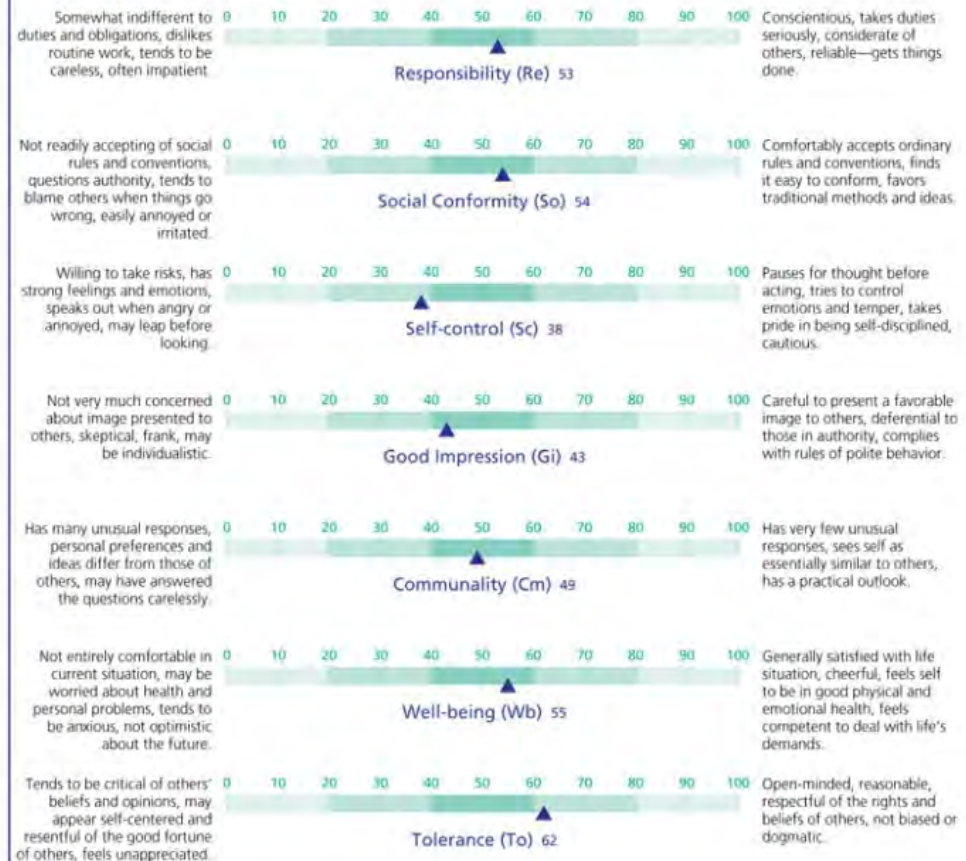 Somewhat indifferent to
duties and obligations, dislikes
routine work, tends to be
careless, often impatient.
0 10 20 30 40 50 60 70 80 90 100
Responsibility (Re) 53
Conscientious, takes duties
seriously, considerate of
others, reliable—gets things
done.
Not readily accepting of social
rules and conventions,
questions authority, tends to
blame others when things go
wrong, easily annoyed or
irritated.
0 10 20 30 40 50 60 70 80 90 100
Social Conformity (So) 54
Comfortably accepts ordinary
rules and conventions, finds
it easy to conform, favors
traditional methods and ideas.
Willing to take risks, has
strong feelings and emotions,
speaks out when angry or
annoyed, may leap before
looking.
0 10 20 30 40 50 60 70 80 90 100
Self-control (Sc) 38
Pauses for thought before
acting, tries to control
emotions and temper, takes
pride in being self-disciplined,
cautious.
Not very much concerned
about image presented to
others, skeptical, frank, may
be individualistic.
0 10 20 30 40 50 60 70 80 90 100
Good Impression (Gi) 43
Careful to present a favorable
image to others, deferential to
those in authority, complies
with rules of polite behavior.
Has many unusual responses,
personal preferences and
ideas differ from those of
others, may have answered
the questions carelessly.
0 10 20 30 40 50 60 70 80 90 100
Communality (Cm) 49
Has very few unusual
responses, sees self as
essentially similar to others,
has a practical outlook.
Not entirely comfortable in
current situation, may be
worried about health and
personal problems, tends to
be anxious, not optimistic
about the future.
0 10 20 30 40 50 60 70 80 90 100
Well-being (Wb) 55
Generally satisfied with life
situation, cheerful, feels self
to be in good physical and
emotional health, feels
competent to deal with life's
demands.
Tends to be critical of others'
beliefs and opinions, may
appear self-centered and
resentful of the good fortune
of others, feels unappreciated.
0 10 20 30 40 50 60 70 80 90 100
Tolerance (To) 62
Open-minded, reasonable,
respectful of the rights and
beliefs of others, not biased or
dogmatic.